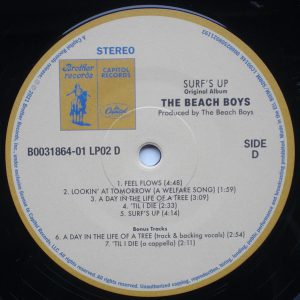 STEREO
Brother
records
CAPITOL
RECORDS
Capitol
SURF'S UP
Original Album
THE BEACH BOYS
Produced by The Beach Boys
B0031864-01 LP02 D
SIDE
D
1. FEEL FLOWS (4:48)
2. LOOKIN' AT TOMORROW (A WELFARE SONG) (1:59)
3. A DAY IN THE LIFE OF A TREE (3:09)
4. 'TIL I DIE (2:33)
5. SURF'S UP (4:14)
Bonus Tracks
6. A DAY IN THE LIFE OF A TREE (track & backing vocals) (2:54)
7. 'TIL I DIE (a cappella) (2:11)